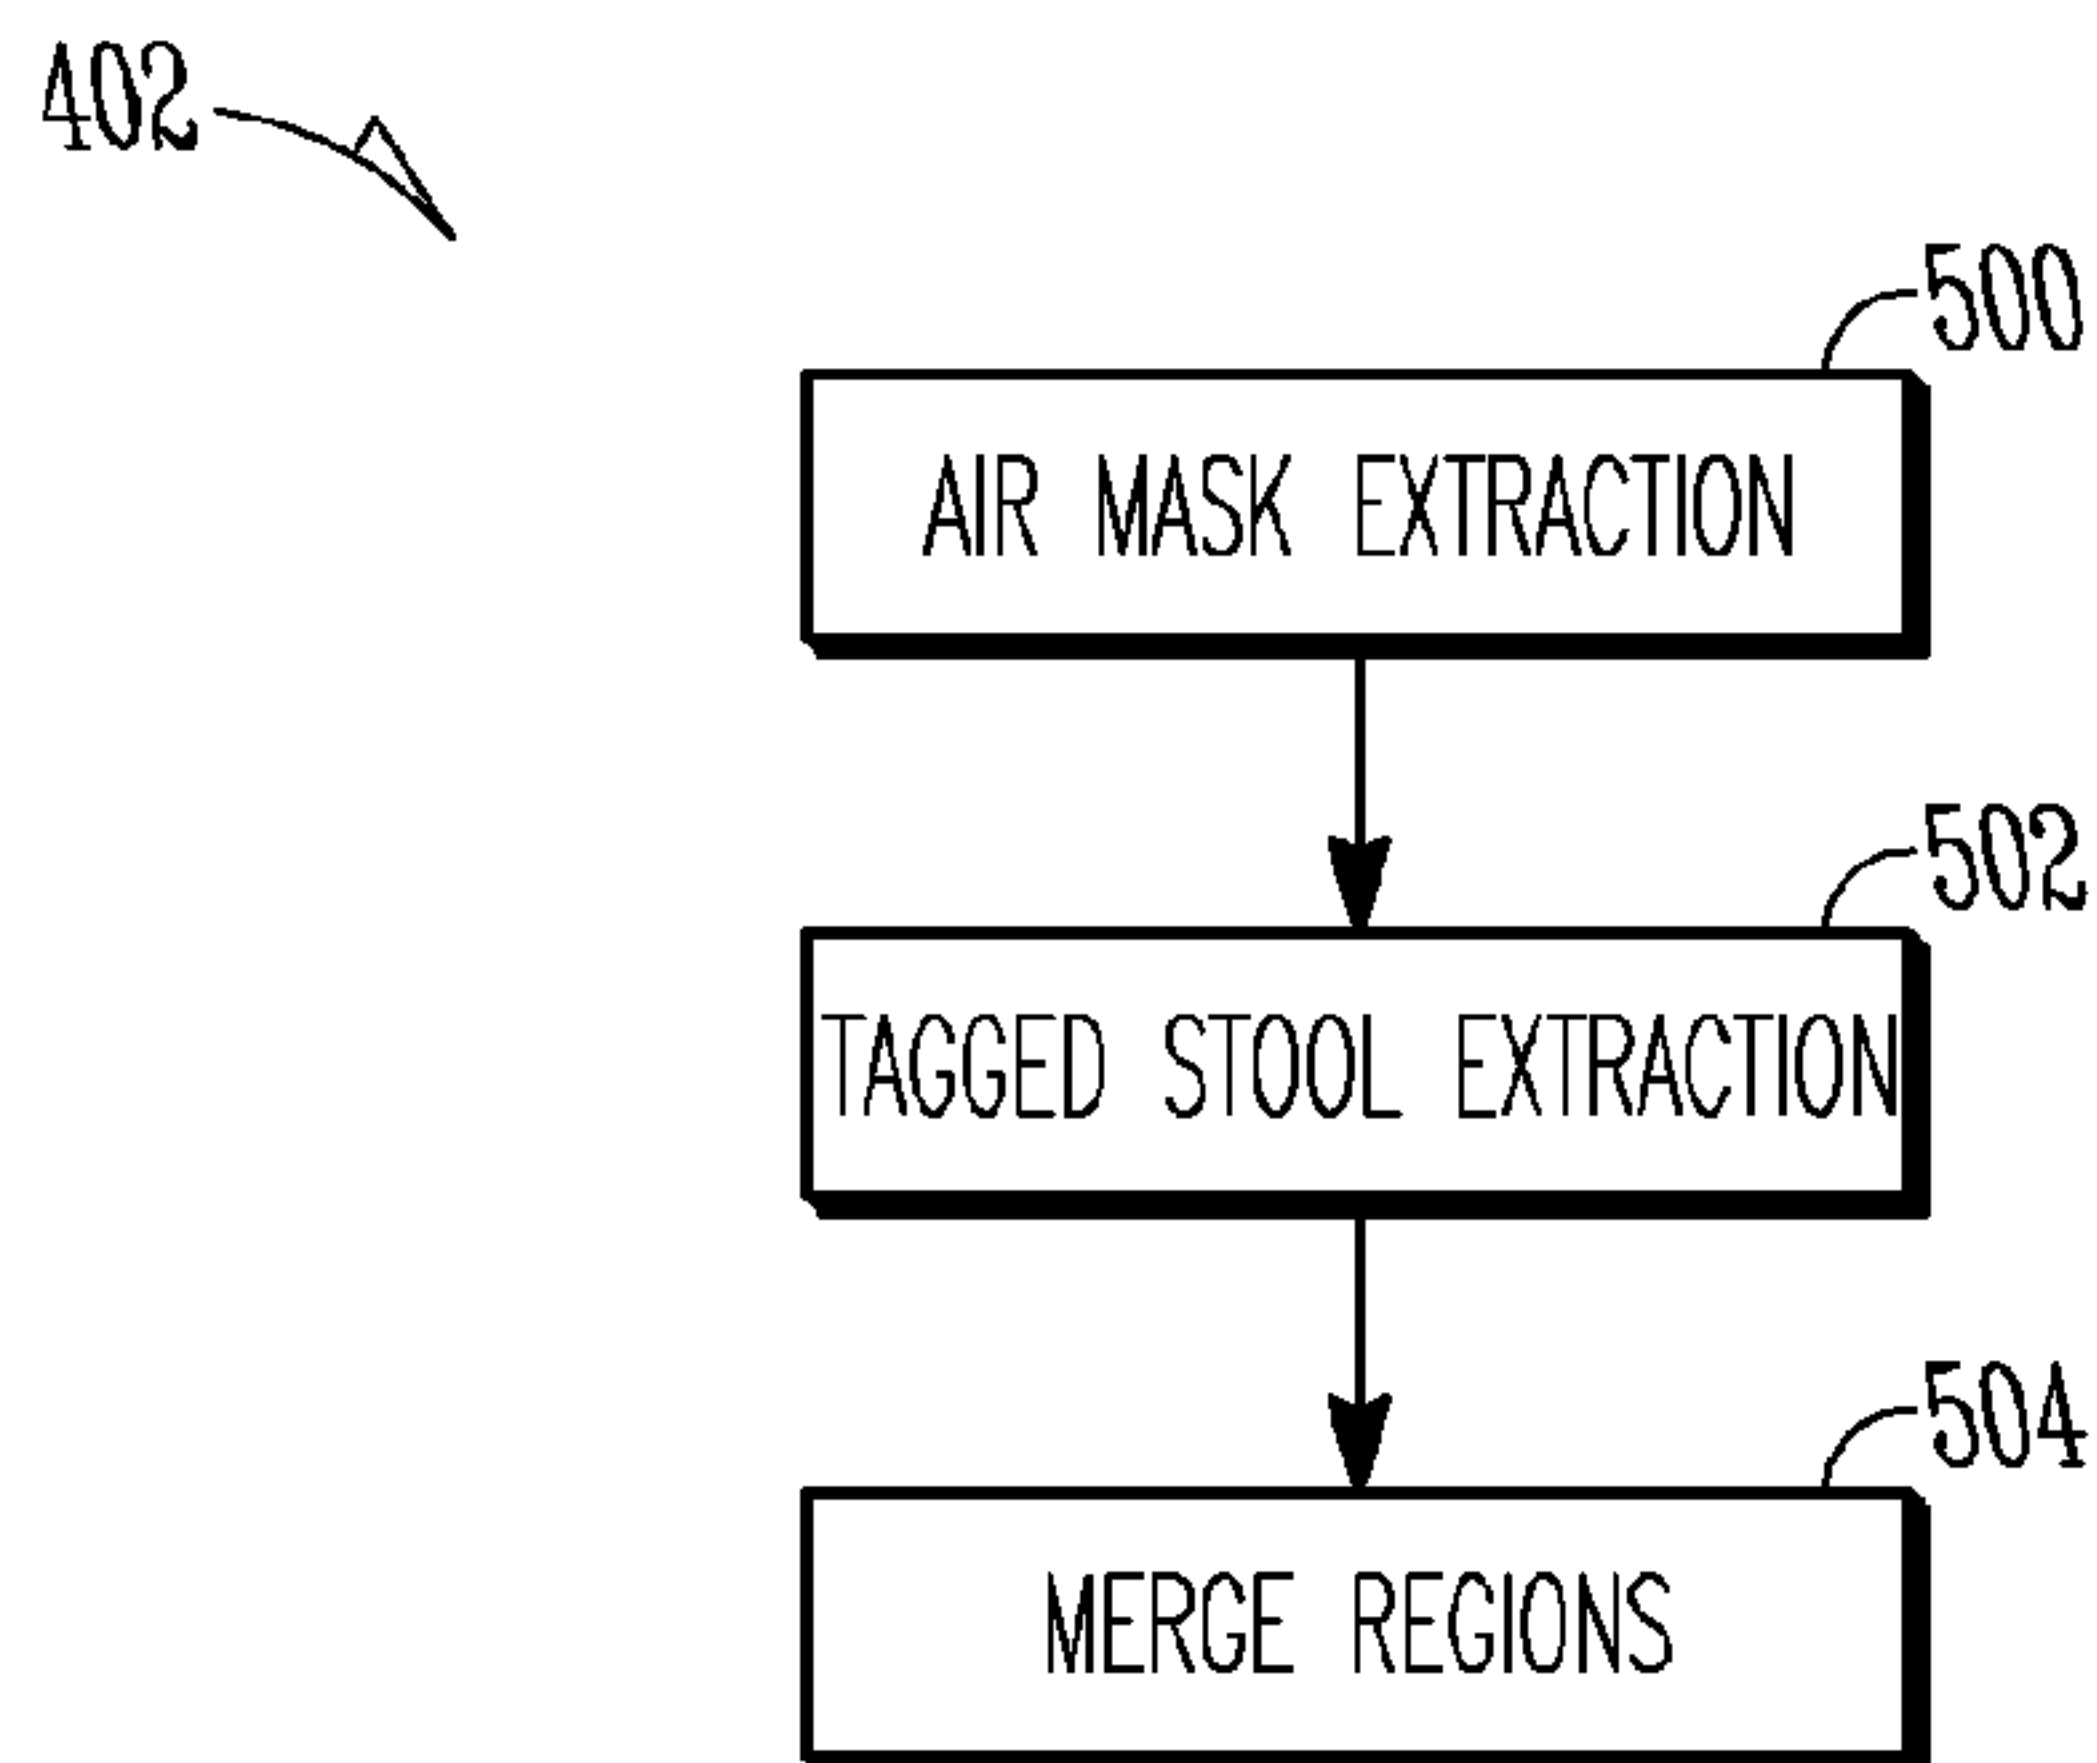 402
500
AIR MASK EXTRACTION
502
TAGGED STOOL EXTRACTION
504
MERGE REGIONS